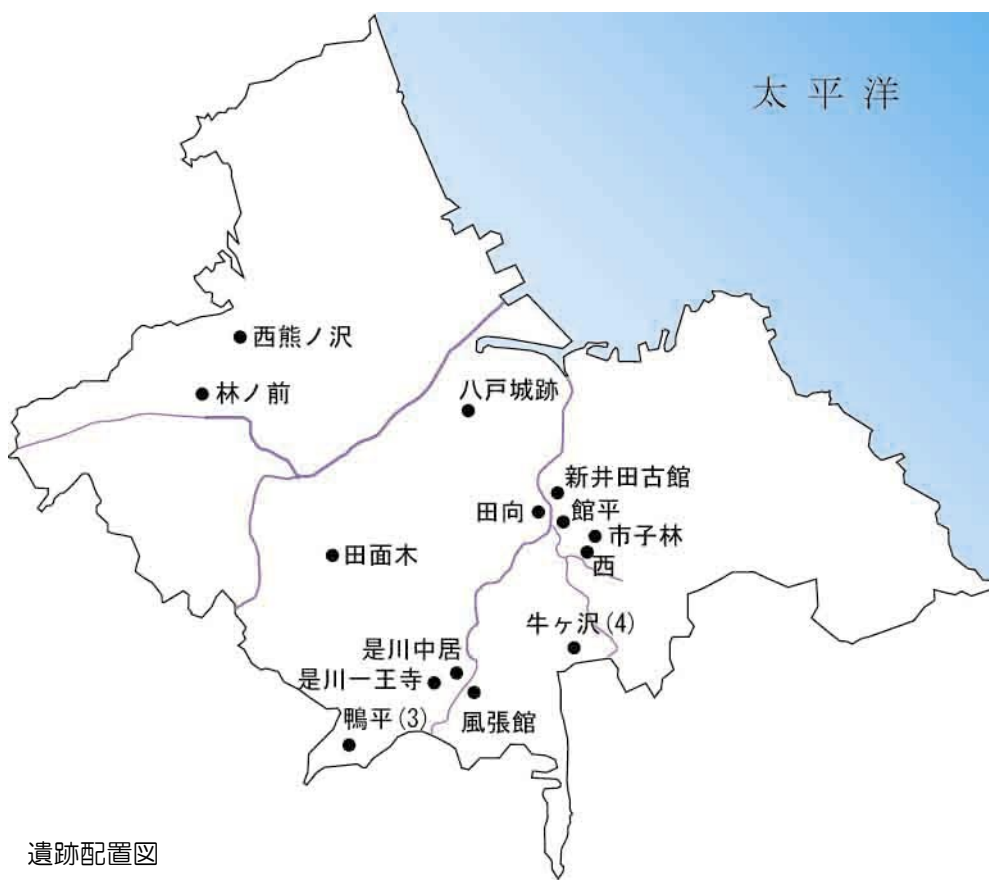 太平洋
西熊ノ沢
林ノ前
八戸城跡
新井田古館
田向
館平
市子林
西
田面木
牛ヶ沢(4)
是川中居
是川一王寺
風張館
鴨平(3)
遺跡配置図